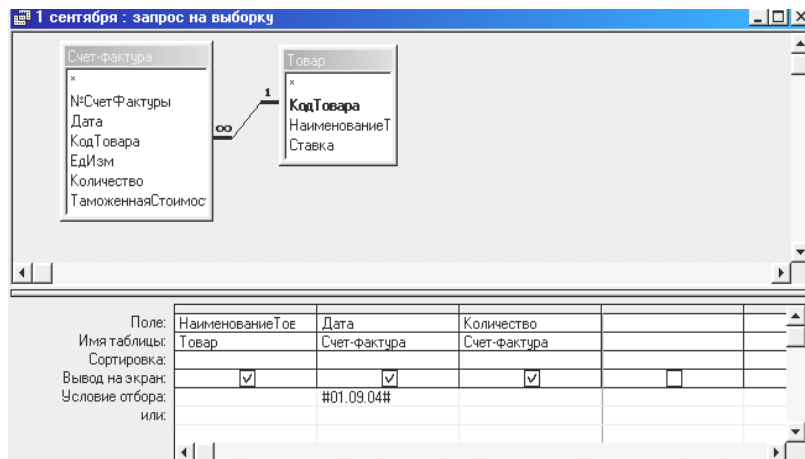 1 сентября : запрос на выборку
Счет-фактура
*
№СчетФактуры
Дата
КодТовара
ЕдИзм
Количество
ТаможеннаяСтоимос
∞
1
Товар
*
КодТовара
НаименованиеТ
Ставка
Поле: НаименованиеТов Дата Количество
Имя таблицы: Товар Счет-фактура Счет-фактура
Сортировка:
Вывод на экран:
Условие отбора: #01.09.04#
или: